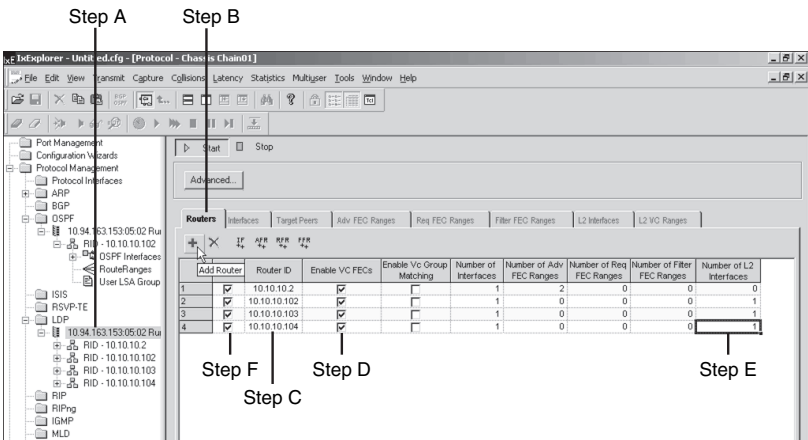 Step A
Step B
IxExplorer - Untitled.cfg - [Protocol - Chassis Chain01]
File Edit View Transmit Capture Collisions Latency Statistics Multiuser Tools Window Help
BGP
OSPF
Tcl
Port Management
Configuration Wizards
Protocol Management
Protocol Interfaces
ARP
BGP
OSPF
10.94.163.153:05:02 Ru
RID - 10.10.10.102
OSPF Interfaces
RouteRanges
User LSA Group
ISIS
RSVP-TE
LDP
10.94.163.153:05:02 Ru
RID - 10.10.10.2
RID - 10.10.10.102
RID - 10.10.10.103
RID - 10.10.10.104
RIP
RIPng
IGMP
MLD
Start Stop
Advanced...
Routers Interfaces Target Peers Adv FEC Ranges Req FEC Ranges Filter FEC Ranges L2 Interfaces L2 VC Ranges
IF AFR RFR FFR
Add Router
Router ID Enable VC FECs Enable Vc Group Matching Number of Interfaces Number of Adv FEC Ranges Number of Req FEC Ranges Number of Filter FEC Ranges Number of L2 Interfaces
1 10.10.10.2 1 2 0 0 0
2 10.10.10.102 1 0 0 0 1
3 10.10.10.103 1 0 0 0 1
4 10.10.10.104 1 0 0 0 1
Step F
Step D
Step E
Step C